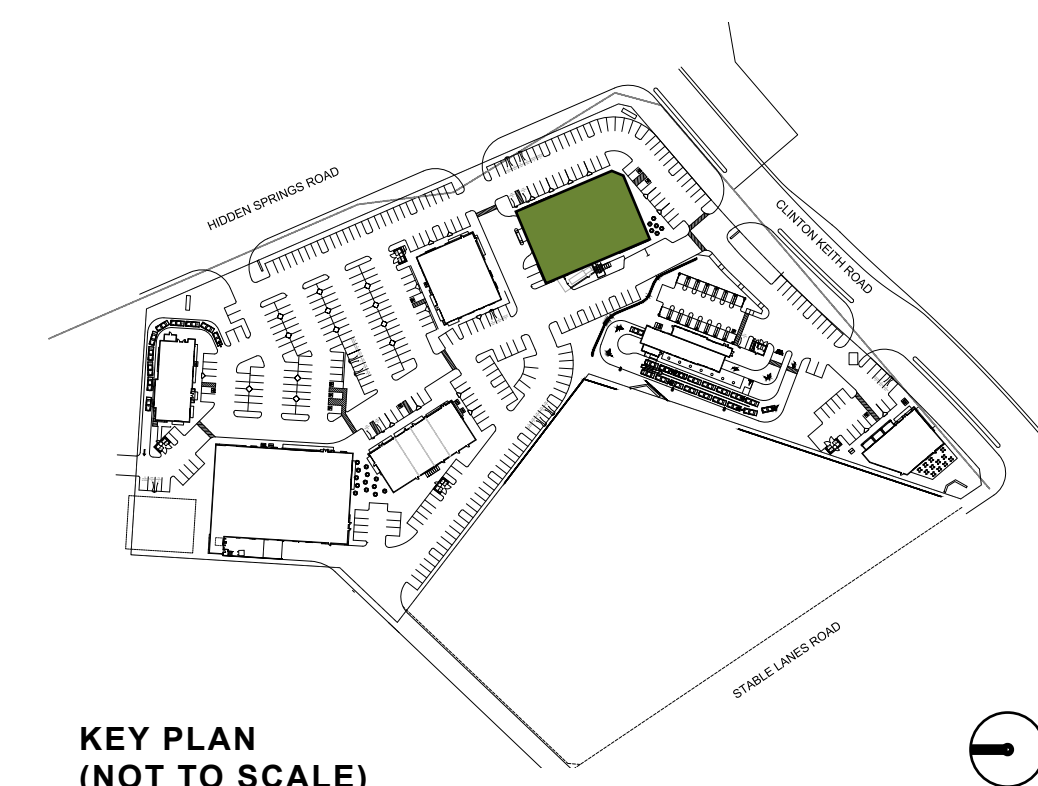 HIDDEN SPRINGS ROAD
CLINTON KEITH ROAD
STABLE LANES ROAD
KEY PLAN
(NOT TO SCALE)